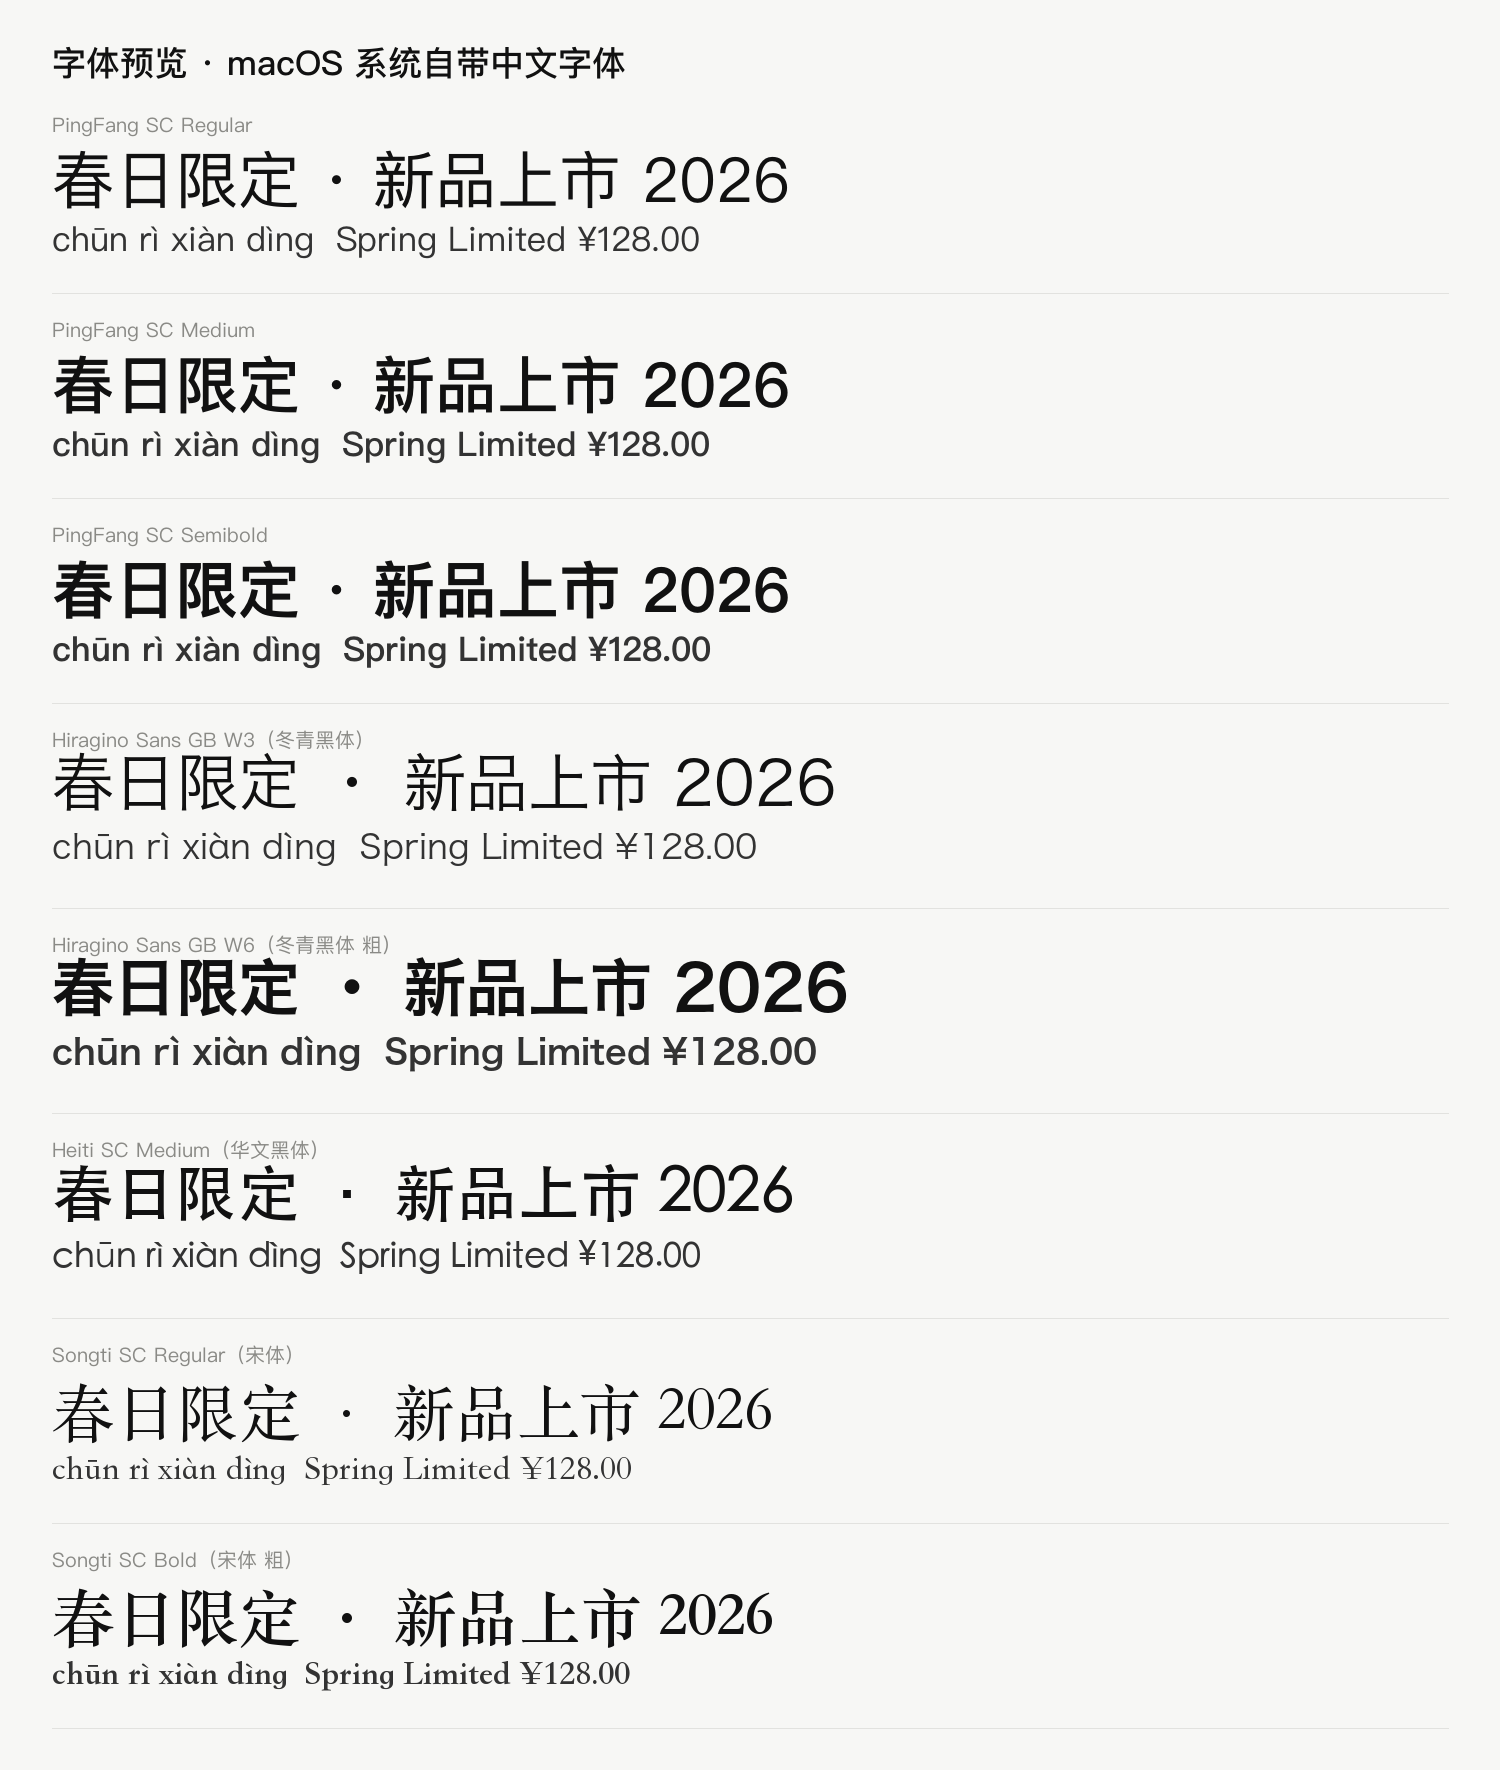 字体预览 · macOS 系统自带中文字体
PingFang SC Regular
春日限定 · 新品上市 2026
chūn rì xiàn dìng  Spring Limited ¥128.00
PingFang SC Medium
春日限定 · 新品上市 2026
chūn rì xiàn dìng  Spring Limited ¥128.00
PingFang SC Semibold
春日限定 · 新品上市 2026
chūn rì xiàn dìng  Spring Limited ¥128.00
Hiragino Sans GB W3（冬青黑体）
春日限定 · 新品上市 2026
chūn rì xiàn dìng  Spring Limited ¥128.00
Hiragino Sans GB W6（冬青黑体 粗）
春日限定 · 新品上市 2026
chūn rì xiàn dìng  Spring Limited ¥128.00
Heiti SC Medium（华文黑体）
春日限定 · 新品上市 2026
chūn rì xiàn dìng  Spring Limited ¥128.00
Songti SC Regular（宋体）
春日限定 · 新品上市 2026
chūn rì xiàn dìng  Spring Limited ¥128.00
Songti SC Bold（宋体 粗）
春日限定 · 新品上市 2026
chūn rì xiàn dìng  Spring Limited ¥128.00